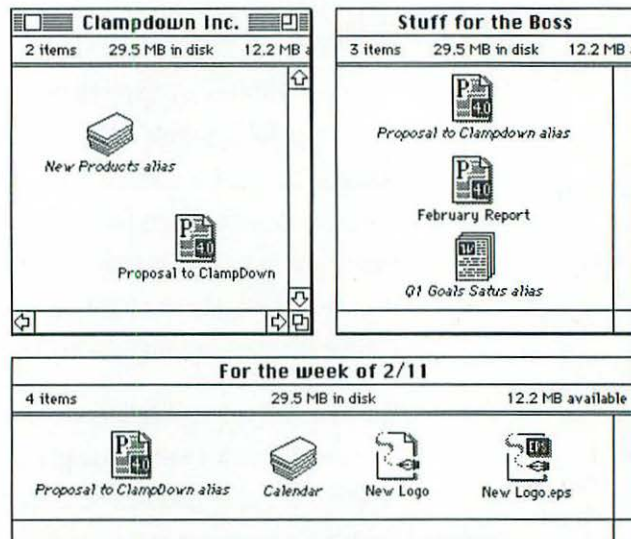 Clampdown Inc.
2 items 29.5 MB in disk 12.2 MB a
New Products alias
Proposal to ClampDown
Stuff for the Boss
3 items 29.5 MB in disk 12.2 MB
Proposal to Clampdown alias
February Report
Q1 Goals Satus alias
For the week of 2/11
4 items 29.5 MB in disk 12.2 MB available
Proposal to ClampDown alias Calendar New Logo New Logo.eps